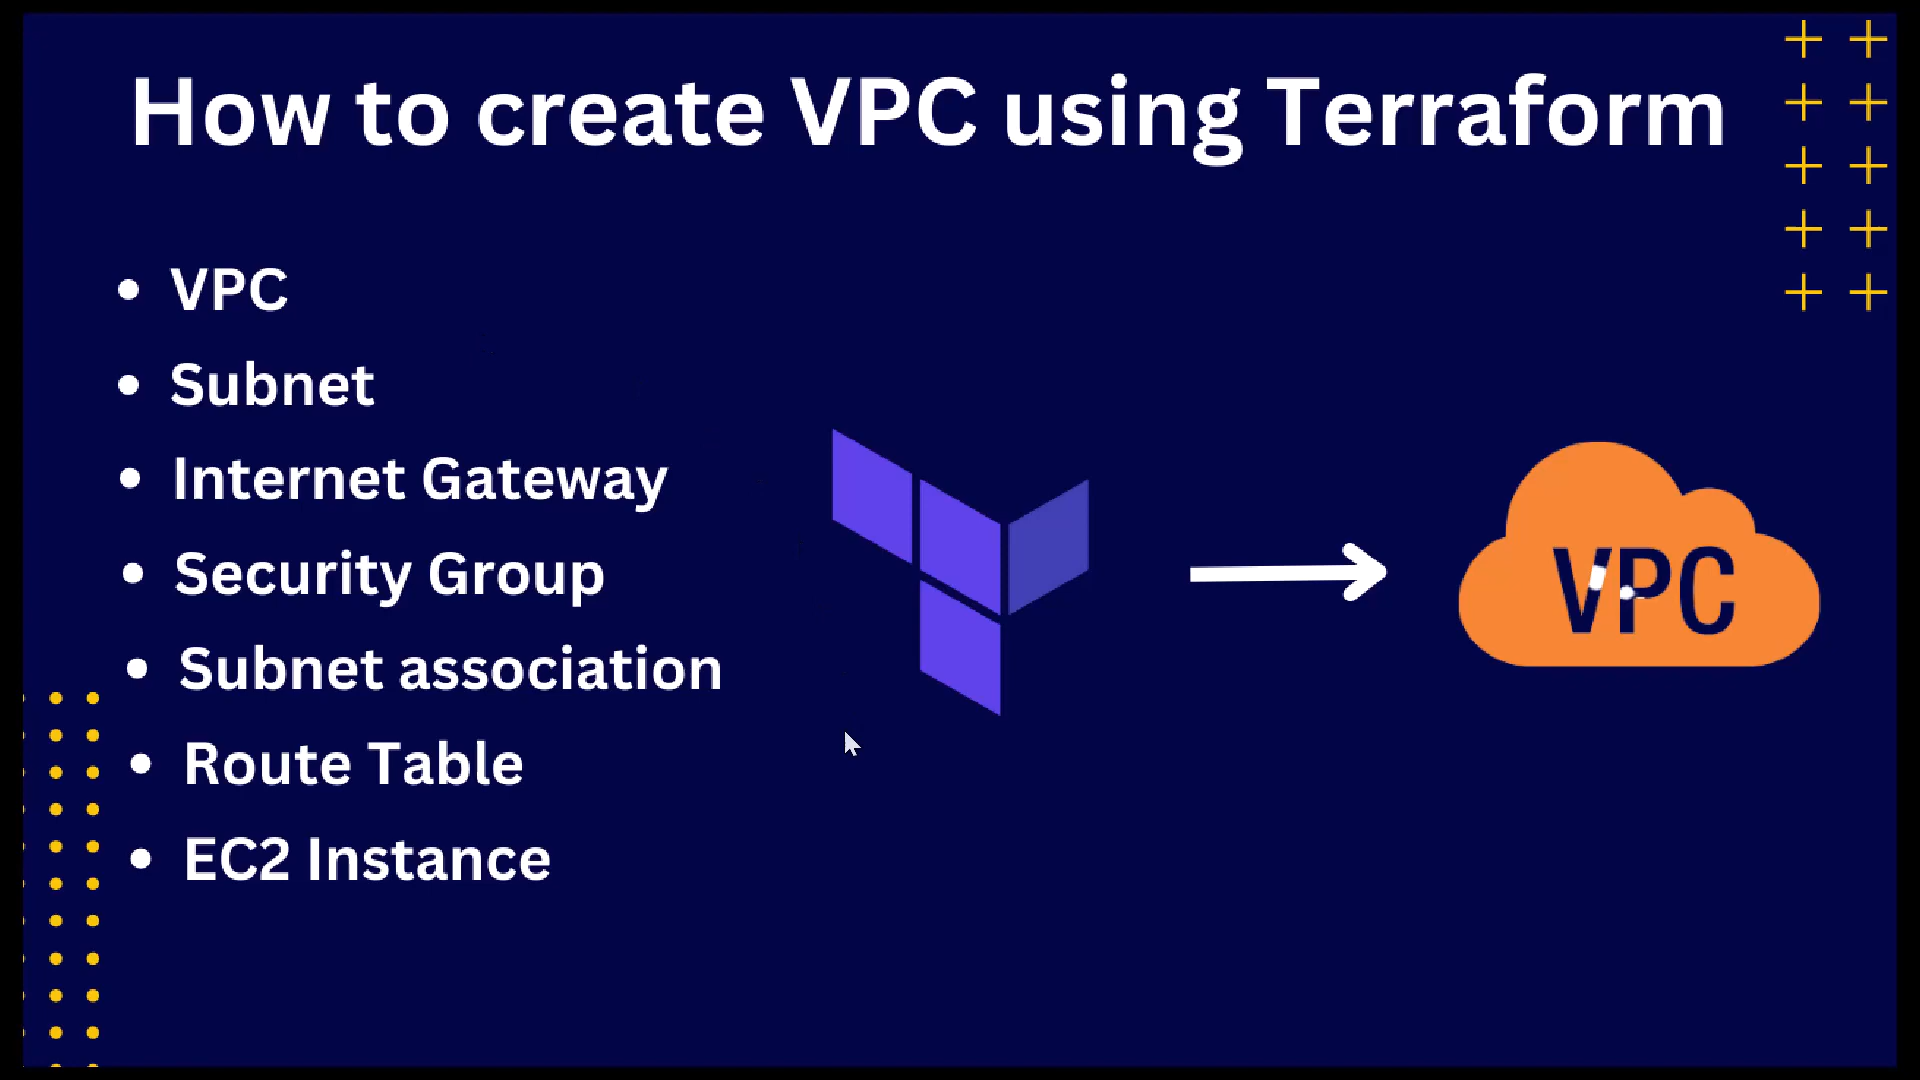 How to create VPC using Terraform
• VPC
• Subnet
• Internet Gateway
• Security Group
• Subnet association
• Route Table
• EC2 Instance
VPC